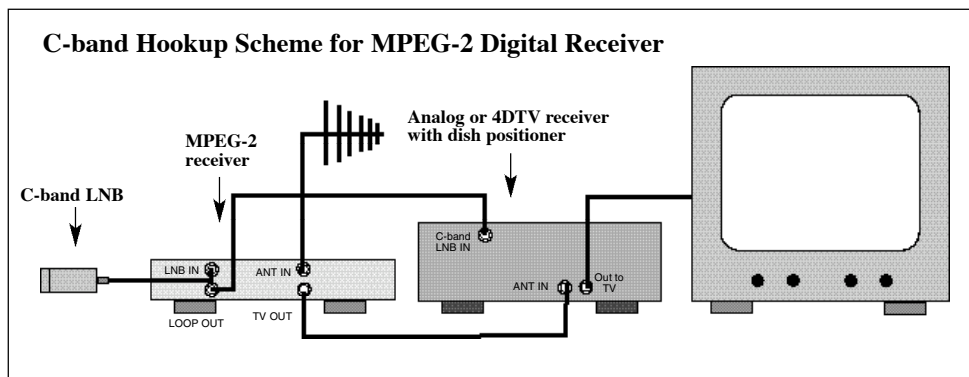 C-band Hookup Scheme for MPEG-2 Digital Receiver
Analog or 4DTV receiver
with dish positioner
MPEG-2
receiver
C-band LNB
C-band
LNB IN
LNB IN
ANT IN
ANT IN
Out to
TV
LOOP OUT
TV OUT